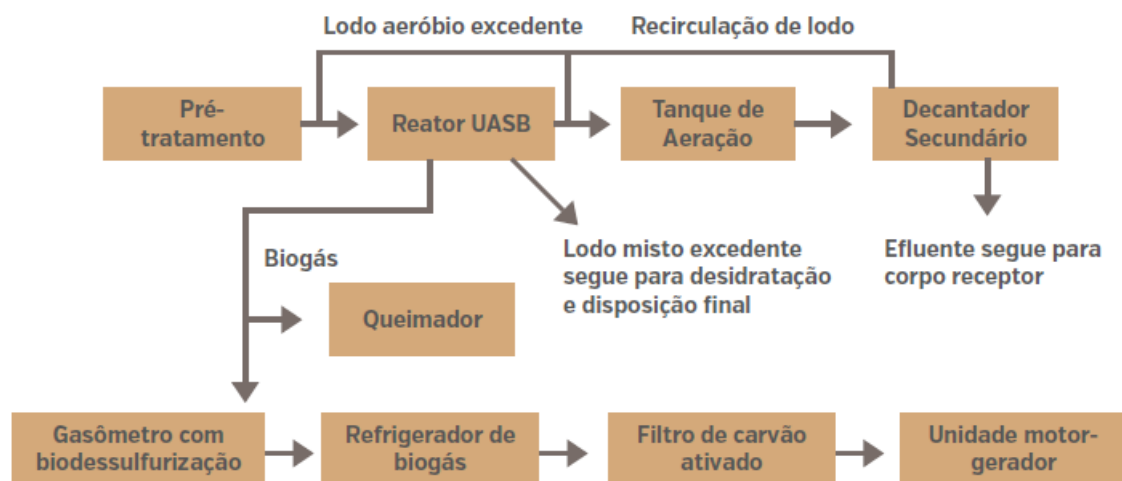 Lodo aeróbio excedente
Recirculação de lodo
Pré-
tratamento
Reator UASB
Tanque de
Aeração
Decantador
Secundário
Biogás
Lodo misto excedente
segue para desidratação
e disposição final
Efluente segue para
corpo receptor
Queimador
Gasômetro com
biodessulfurização
Refrigerador de
biogás
Filtro de carvão
ativado
Unidade motor-
gerador